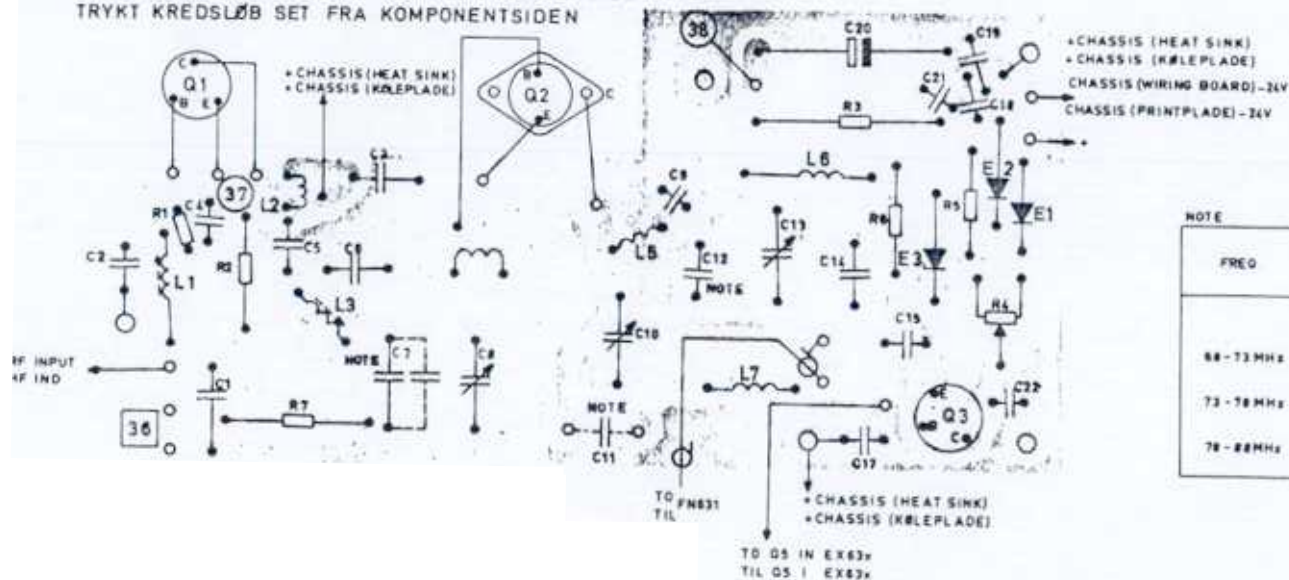 TRYKT KREDSLØB SET FRA KOMPONENTSIDEN
38
C20
C19
+CHASSIS (HEAT SINK)
+CHASSIS (KØLEPLADE)
C
Q1
B
E
+CHASSIS (HEAT SINK)
+CHASSIS (KØLEPLADE)
B
Q2
C
E
C21
C18
CHASSIS (WIRING BOARD) -24V
CHASSIS (PRINTPLADE) -24V
R3
+
37
L2
C3
L6
E2
C9
R1
C4
C5
R2
C6
L5
C13
R6
R5
E1
C2
L1
C12
NOTE
C14
E3
L3
R4
NOTE
FREQ
68-73 MHz
73-78 MHz
78-88 MHz
RF INPUT
HF IND
NOTE
C7
C8
C10
C15
L7
C1
R7
NOTE
E
Q3
B
C
C22
36
C11
C17
TO FN631
TIL
+CHASSIS (HEAT SINK)
+CHASSIS (KØLEPLADE)
TO Q5 IN EX63x
TIL Q5 I EX63x